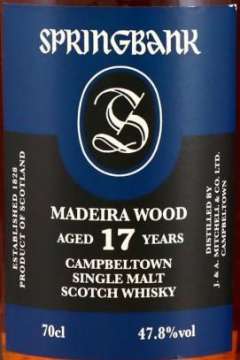 SPRINGBANK
S
MADEIRA WOOD
AGED 17 YEARS
CAMPBELTOWN
SINGLE MALT
SCOTCH WHISKY
70cl 47.8%vol
ESTABLISHED 1828
PRODUCT OF SCOTLAND
DISTILLED BY
J. & A. MITCHELL & CO. LTD.
CAMPBELTOWN